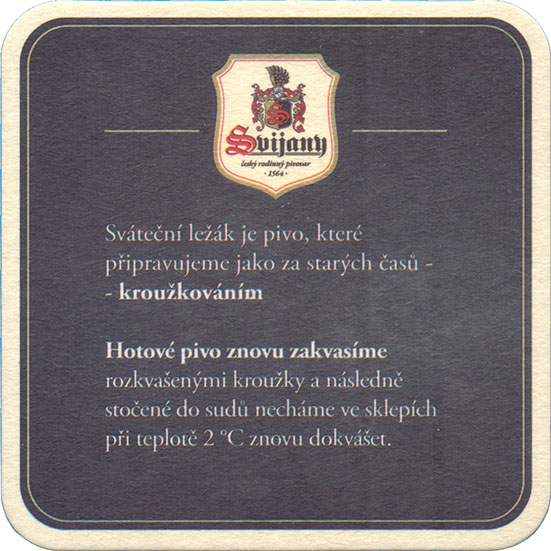 Svijany
český rodinný pivovar
· 1564 ·
Sváteční ležák je pivo, které
připravujeme jako za starých časů -
- kroužkováním
Hotové pivo znovu zakvasíme
rozkvašenými kroužky a následně
stočené do sudů necháme ve sklepích
při teplotě 2 °C znovu dokvášet.